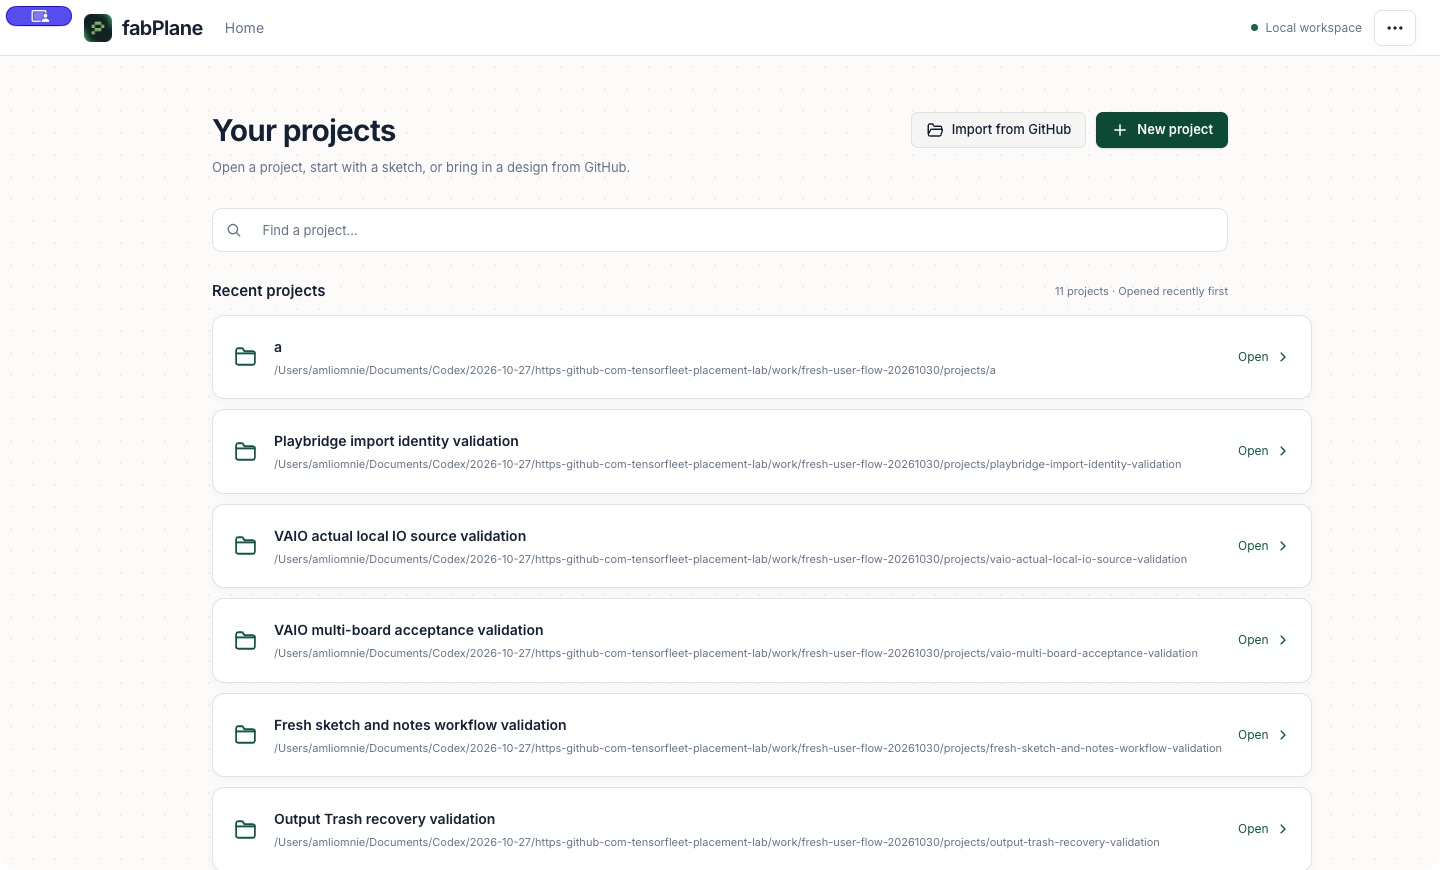 fabPlane
Home
Local workspace
Your projects
Import from GitHub
New project
Open a project, start with a sketch, or bring in a design from GitHub.
Find a project...
Recent projects
11 projects · Opened recently first
a
/Users/amliomnie/Documents/Codex/2026-10-27/https-github-com-tensorfleet-placement-lab/work/fresh-user-flow-20261030/projects/a
Open
Playbridge import identity validation
/Users/amliomnie/Documents/Codex/2026-10-27/https-github-com-tensorfleet-placement-lab/work/fresh-user-flow-20261030/projects/playbridge-import-identity-validation
Open
VAIO actual local IO source validation
/Users/amliomnie/Documents/Codex/2026-10-27/https-github-com-tensorfleet-placement-lab/work/fresh-user-flow-20261030/projects/vaio-actual-local-io-source-validation
Open
VAIO multi-board acceptance validation
/Users/amliomnie/Documents/Codex/2026-10-27/https-github-com-tensorfleet-placement-lab/work/fresh-user-flow-20261030/projects/vaio-multi-board-acceptance-validation
Open
Fresh sketch and notes workflow validation
/Users/amliomnie/Documents/Codex/2026-10-27/https-github-com-tensorfleet-placement-lab/work/fresh-user-flow-20261030/projects/fresh-sketch-and-notes-workflow-validation
Open
Output Trash recovery validation
/Users/amliomnie/Documents/Codex/2026-10-27/https-github-com-tensorfleet-placement-lab/work/fresh-user-flow-20261030/projects/output-trash-recovery-validation
Open